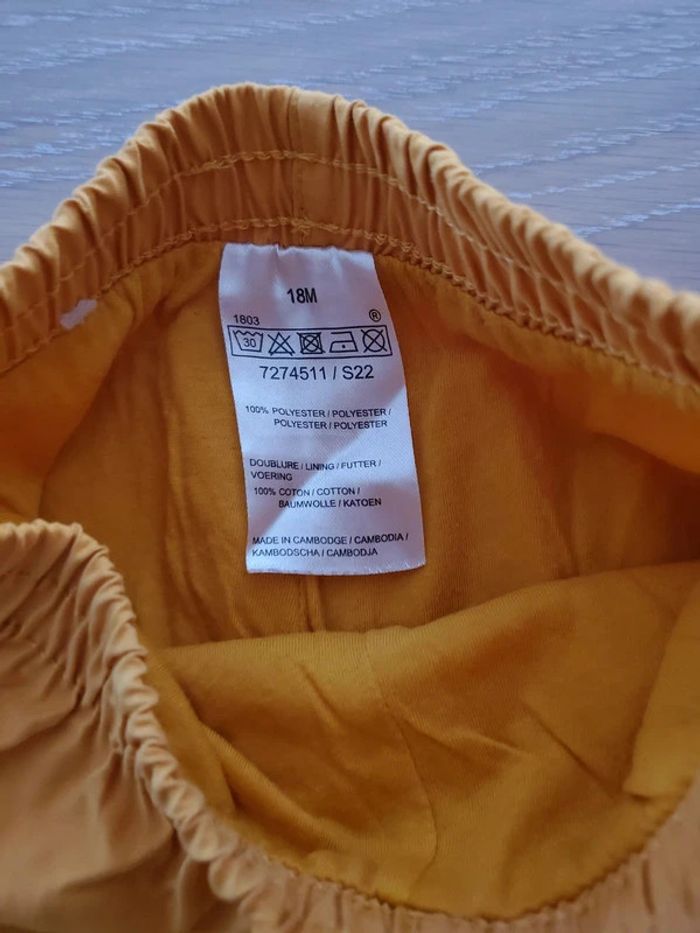 18M
1803
®
30
7274511 / S22
100% POLYESTER / POLYESTER /
POLYESTER / POLYESTER
DOUBLURE / LINING / FUTTER /
VOERING
100% COTON / COTTON /
BAUMWOLLE / KATOEN
MADE IN CAMBODGE / CAMBODIA /
KAMBODSCHA / CAMBODJA